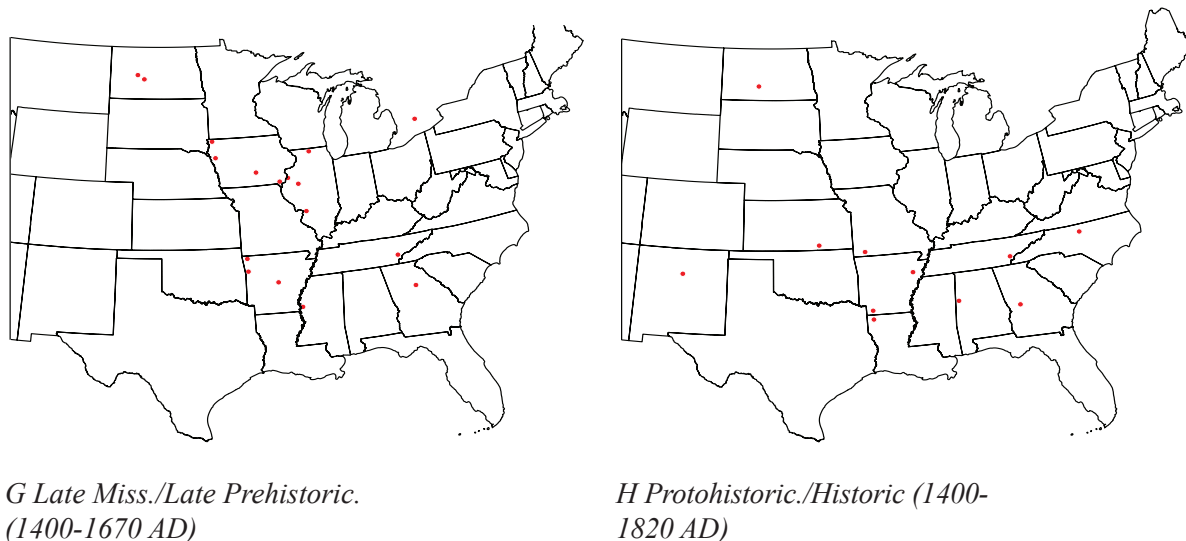 G Late Miss./Late Prehistoric.
(1400-1670 AD)
H Protohistoric./Historic (1400-
1820 AD)